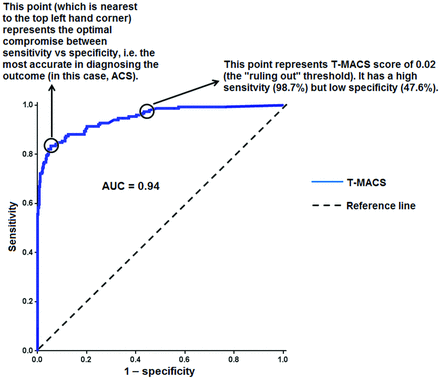 This point (which is nearest
to the top left hand corner)
represents the optimal
compromise between
sensitivity vs specificity, i.e. the
most accurate in diagnosing the
outcome (in this case, ACS).
This point represents T-MACS score of 0.02
(the "ruling out" threshold). It has a high
senitivity (98.7%) but low specificity (47.6%).
1.0
0.8
0.6
0.4
0.2
0.0
Sensitivity
AUC = 0.94
T-MACS
Reference line
0.0 0.2 0.4 0.6 0.8 1.0
1 – specificity